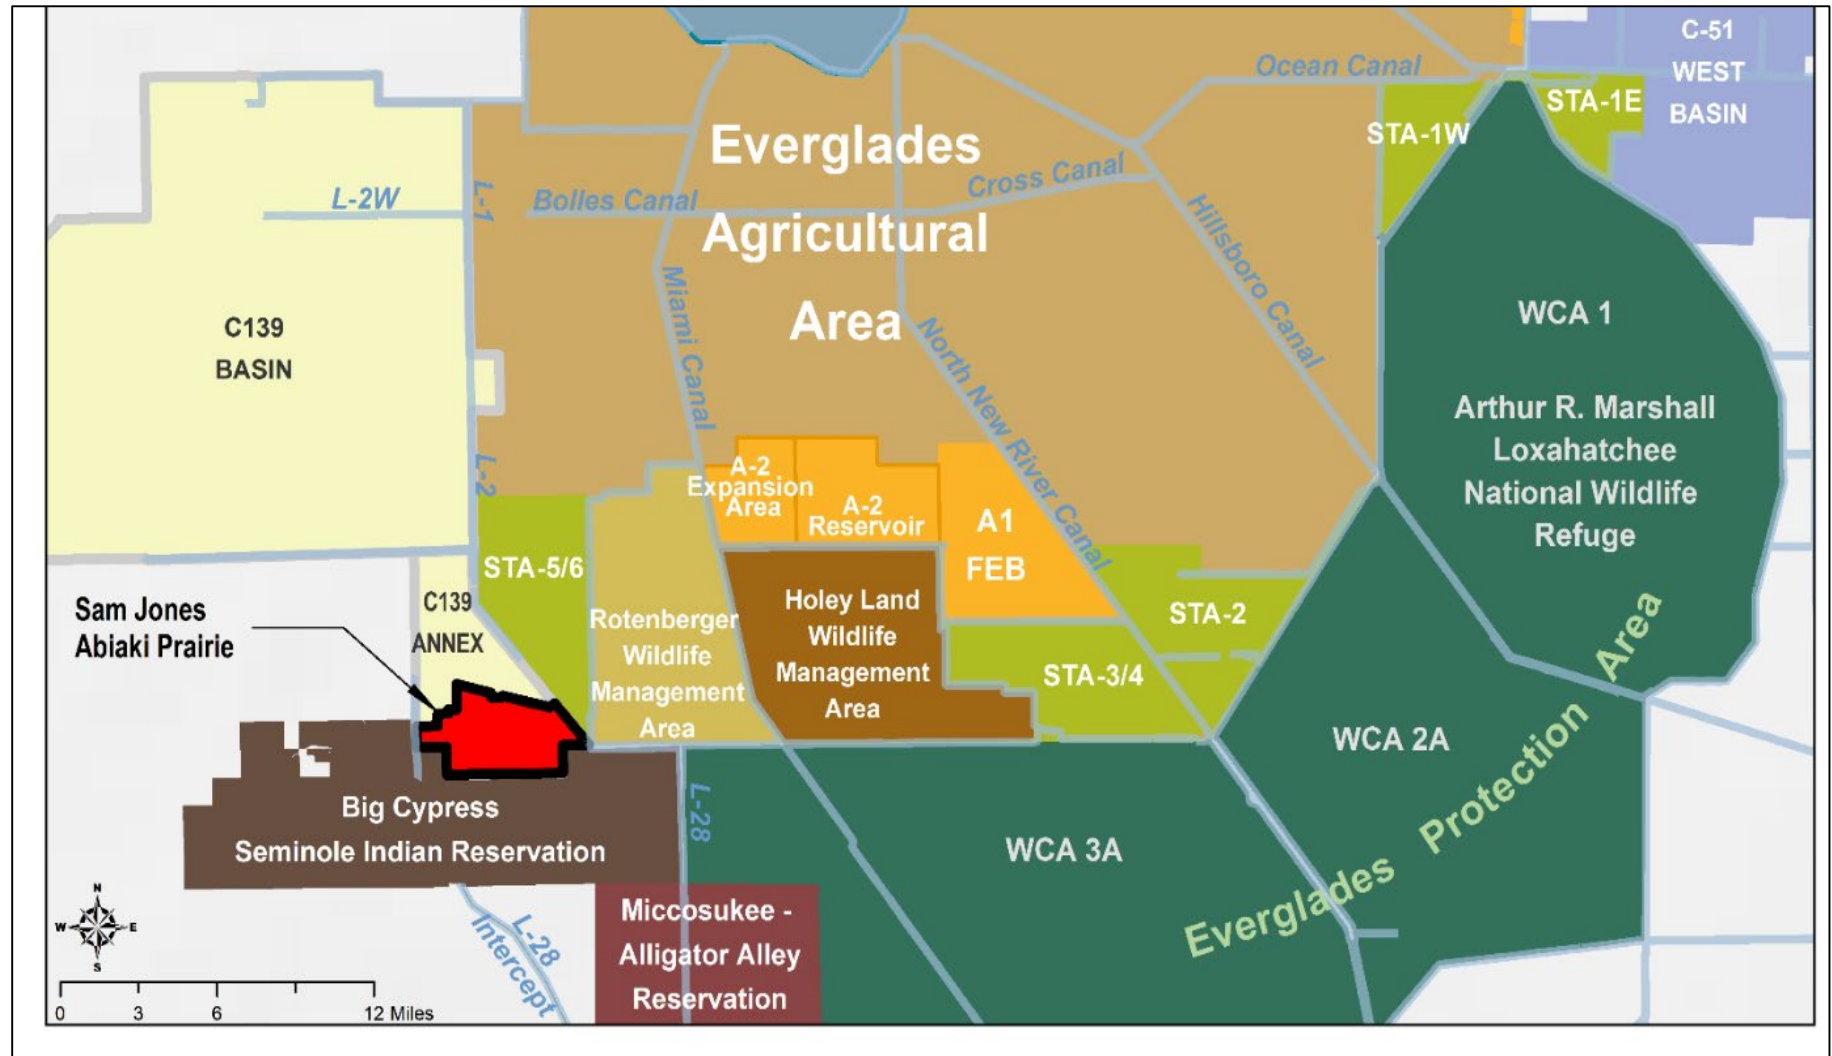 C-51
WEST
BASIN
Ocean Canal
STA-1E
STA-1W
Everglades
Agricultural
Area
Cross Canal
Bolles Canal
L-2W
L-1
Hillsboro Canal
Miami Canal
North New River Canal
C139
BASIN
WCA 1
Arthur R. Marshall
Loxahatchee
National Wildlife
Refuge
L-2
A-2
Expansion
Area
A-2
Reservoir
A1
FEB
STA-5/6
C139
ANNEX
Sam Jones
Abiaki Prairie
Rotenberger
Wildlife
Management
Area
Holey Land
Wildlife
Management
Area
STA-2
STA-3/4
WCA 2A
Everglades Protection Area
Big Cypress
Seminole Indian Reservation
L-28
WCA 3A
Miccosukee -
Alligator Alley
Reservation
L-28
Intercept
N
W E
S
0 3 6 12 Miles